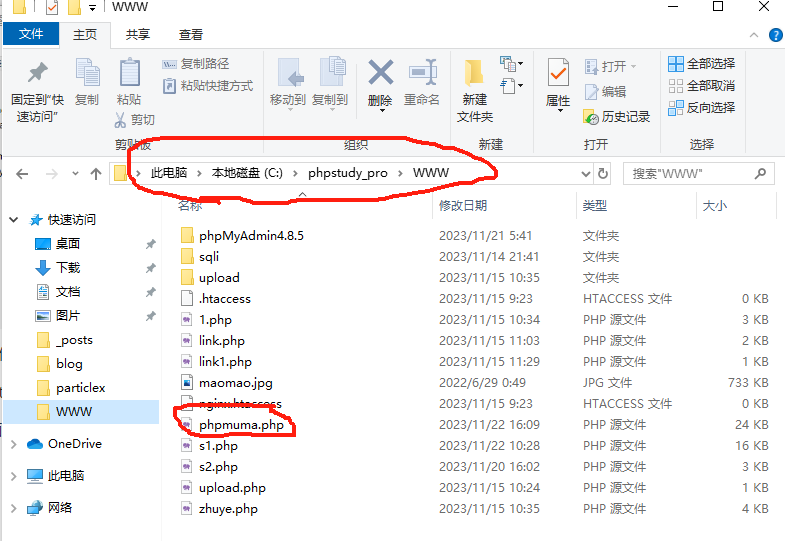 WWW
文件 主页 共享 查看
固定到"快速访问"
复制
粘贴
复制路径
粘贴快捷方式
剪切
剪贴板
移动到 复制到 删除 重命名
组织
新建文件夹
新建
属性
打开
编辑
历史记录
打开
全部选择
全部取消
反向选择
选择
此电脑 > 本地磁盘 (C:) > phpstudy_pro > WWW
搜索"WWW"
快速访问
桌面
下载
文档
图片
_posts
blog
particlex
WWW
OneDrive
此电脑
网络
名称 修改日期 类型 大小
phpMyAdmin4.8.5 2023/11/21 5:41 文件夹
sqli 2023/11/14 21:41 文件夹
upload 2023/11/15 10:35 文件夹
.htaccess 2023/11/15 9:23 HTACCESS 文件 0 KB
1.php 2023/11/15 10:34 PHP 源文件 3 KB
link.php 2023/11/15 11:03 PHP 源文件 2 KB
link1.php 2023/11/15 11:29 PHP 源文件 1 KB
maomao.jpg 2022/6/29 0:49 JPG 文件 733 KB
nginx.htaccess 2023/11/15 9:23 HTACCESS 文件 0 KB
phpmuma.php 2023/11/22 16:09 PHP 源文件 24 KB
s1.php 2023/11/22 10:28 PHP 源文件 16 KB
s2.php 2023/11/20 16:02 PHP 源文件 3 KB
upload.php 2023/11/15 10:24 PHP 源文件 1 KB
zhuye.php 2023/11/15 10:35 PHP 源文件 4 KB